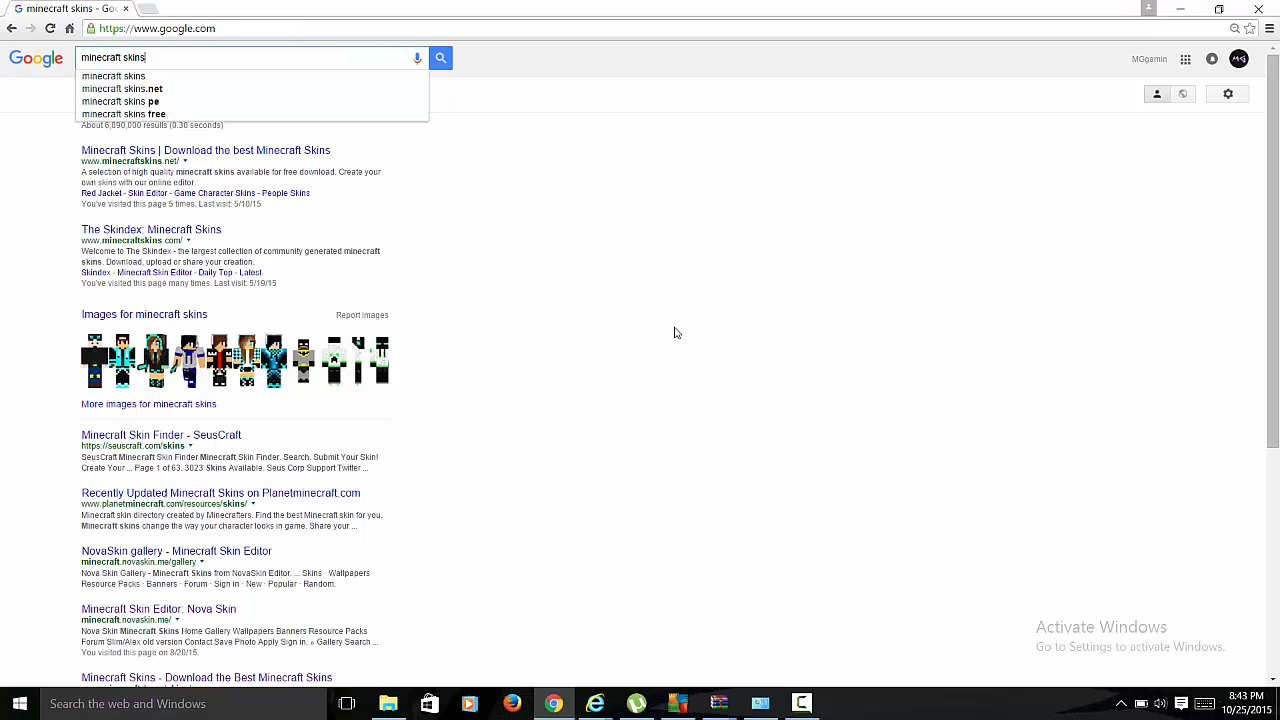 minecraft skins - Goo
https://www.google.com
Google
minecraft skins
MGgamin
minecraft skins
minecraft skins.net
minecraft skins pe
minecraft skins free
About 6,890,000 results (0.30 seconds)
Minecraft Skins | Download the best Minecraft Skins
www.minecraftskins.net/
A selection of high quality minecraft skins available for free download. Create
your own skins with our online editor.
Red Jacket - Skin Editor - Game Character Skins - People Skins
You've visited this page 5 times. Last visit: 5/10/15
The Skindex: Minecraft Skins
www.minecraftskins.com/
Welcome to The Skindex - the largest collection of community generated minecraft
skins. Download, upload or share your creation.
Skindex - Minecraft Skin Editor - Daily Top - Latest
You've visited this page many times. Last visit: 5/19/15
Images for minecraft skins
Report images
More images for minecraft skins
Minecraft Skin Finder - SeusCraft
https://seuscraft.com/skins
SeusCraft Minecraft Skin Finder Minecraft Skin Finder. Search. Submit Your Skin!
Create Your ... Page 1 of 63. 3023 Skins Available. Seus Corp Support Twitter ...
Recently Updated Minecraft Skins on Planetminecraft.com
www.planetminecraft.com/resources/skins/
Minecraft skin directory created by Minecrafters. Find the best Minecraft skin for you.
Minecraft skins change the way your character looks in game. Share your ...
NovaSkin gallery - Minecraft Skin Editor
minecraft.novaskin.me/gallery
Nova Skin Gallery - Minecraft Skins from NovaSkin Editor. ... Skins · Wallpapers ·
Resource Packs · Banners · Forum · Sign in · New · Popular · Random.
Minecraft Skin Editor: Nova Skin
minecraft.novaskin.me/
Nova Skin Minecraft Skins Home Gallery Wallpapers Banners Resource Packs
Forum Slim/Alex old version Contact Save Photo Apply Sign in. » Gallery Search ...
You visited this page on 8/20/15.
Minecraft Skins - Download the Best Minecraft Skins
Activate Windows
Go to Settings to activate Windows.
Search the web and Windows
8:43 PM
10/25/2015